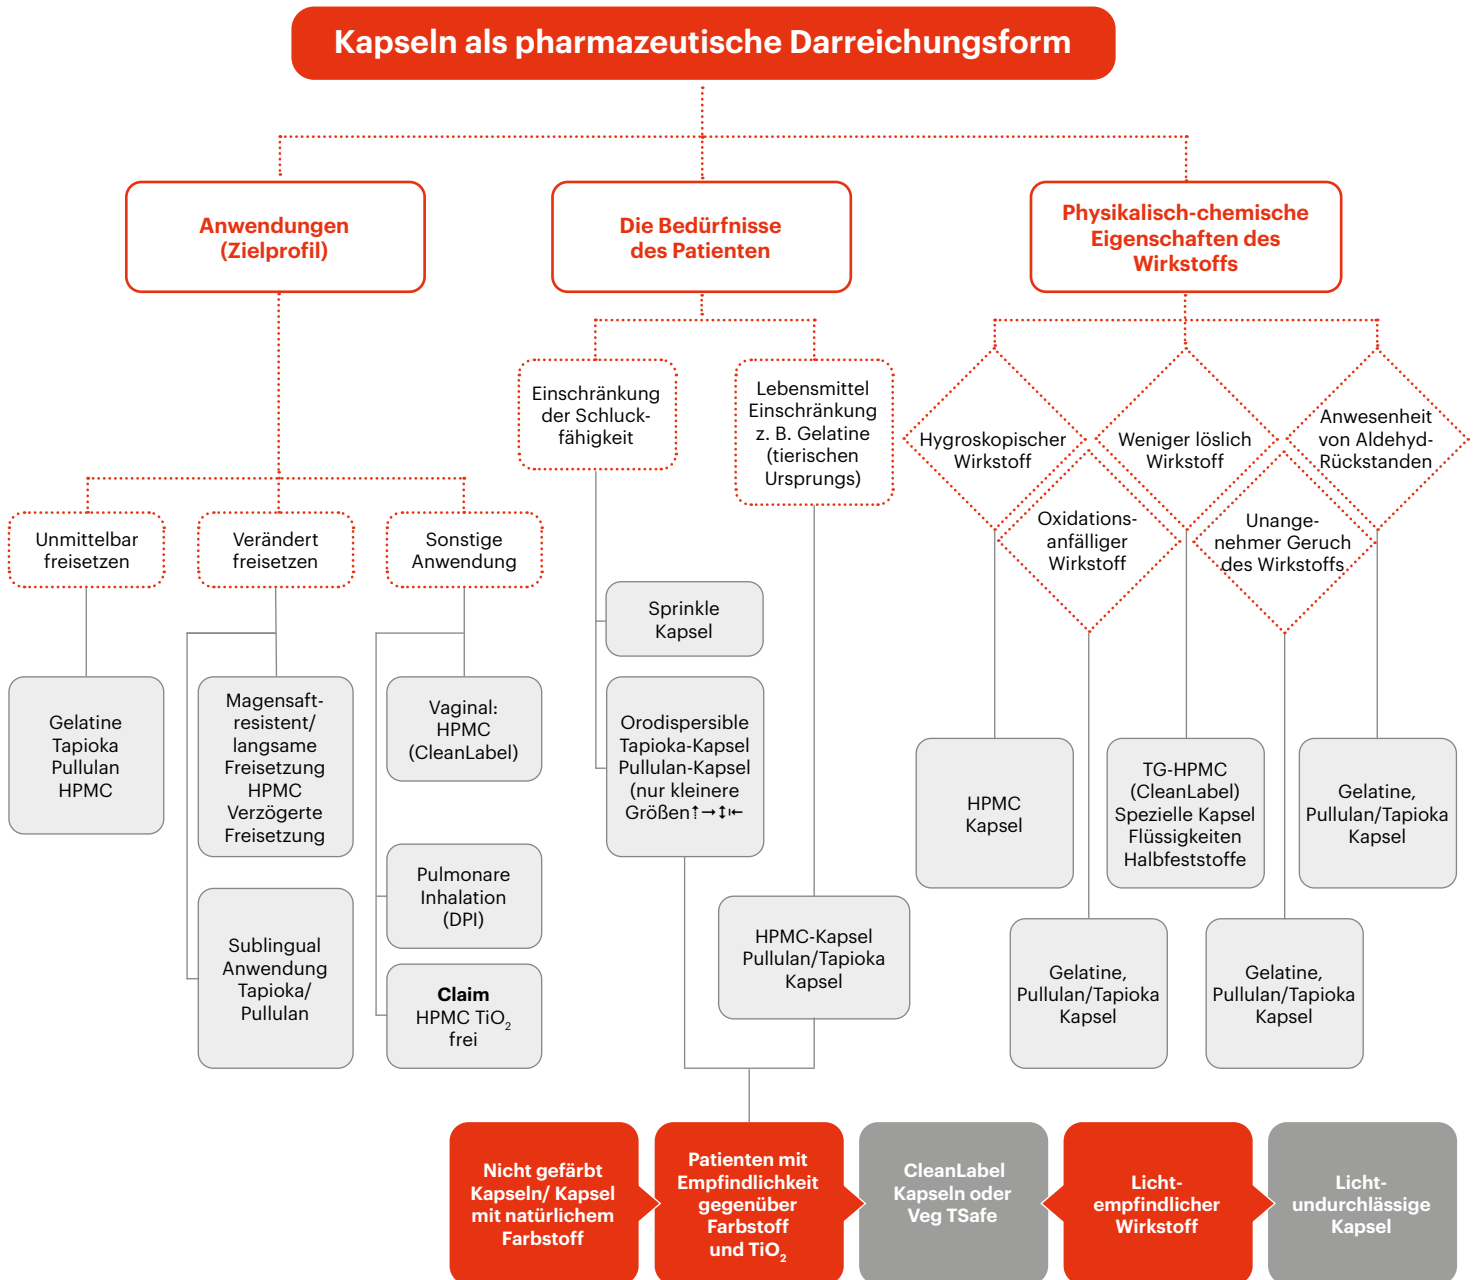 Kapseln als pharmazeutische Darreichungsform
Anwendungen
(Zielprofil)
Die Bedürfnisse
des Patienten
Physikalisch-chemische
Eigenschaften des
Wirkstoffs
Unmittelbar
freisetzen
Verändert
freisetzen
Sonstige
Anwendung
Einschränkung
der Schluck-
fähigkeit
Lebensmittel
Einschränkung
z. B. Gelatine
(tierischen
Ursprungs)
Hygroskopischer
Wirkstoff
Oxidations-
anfälliger
Wirkstoff
Weniger löslich
Wirkstoff
Unange-
nehmer Geruch
des Wirkstoffs
Anwesenheit
von Aldehyd-
Rückstanden
Gelatine
Tapioka
Pullulan
HPMC
Magensaft-
resistent/
langsame
Freisetzung
HPMC
Verzögerte
Freisetzung
Sublingual
Anwendung
Tapioka/
Pullulan
Vaginal:
HPMC
(CleanLabel)
Pulmonare
Inhalation
(DPI)
Claim
HPMC TiO₂
frei
Sprinkle
Kapsel
Orodispersible
Tapioka-Kapsel
Pullulan-Kapsel
(nur kleinere
Größen↑→↕⇤
HPMC-Kapsel
Pullulan/Tapioka
Kapsel
HPMC
Kapsel
Gelatine,
Pullulan/Tapioka
Kapsel
TG-HPMC
(CleanLabel)
Spezielle Kapsel
Flüssigkeiten
Halbfeststoffe
Gelatine,
Pullulan/Tapioka
Kapsel
Gelatine,
Pullulan/Tapioka
Kapsel
Nicht gefärbt
Kapseln/ Kapsel
mit natürlichem
Farbstoff
Patienten mit
Empfindlichkeit
gegenüber
Farbstoff
und TiO₂
CleanLabel
Kapseln oder
Veg TSafe
Licht-
empfindlicher
Wirkstoff
Licht-
undurchlässige
Kapsel